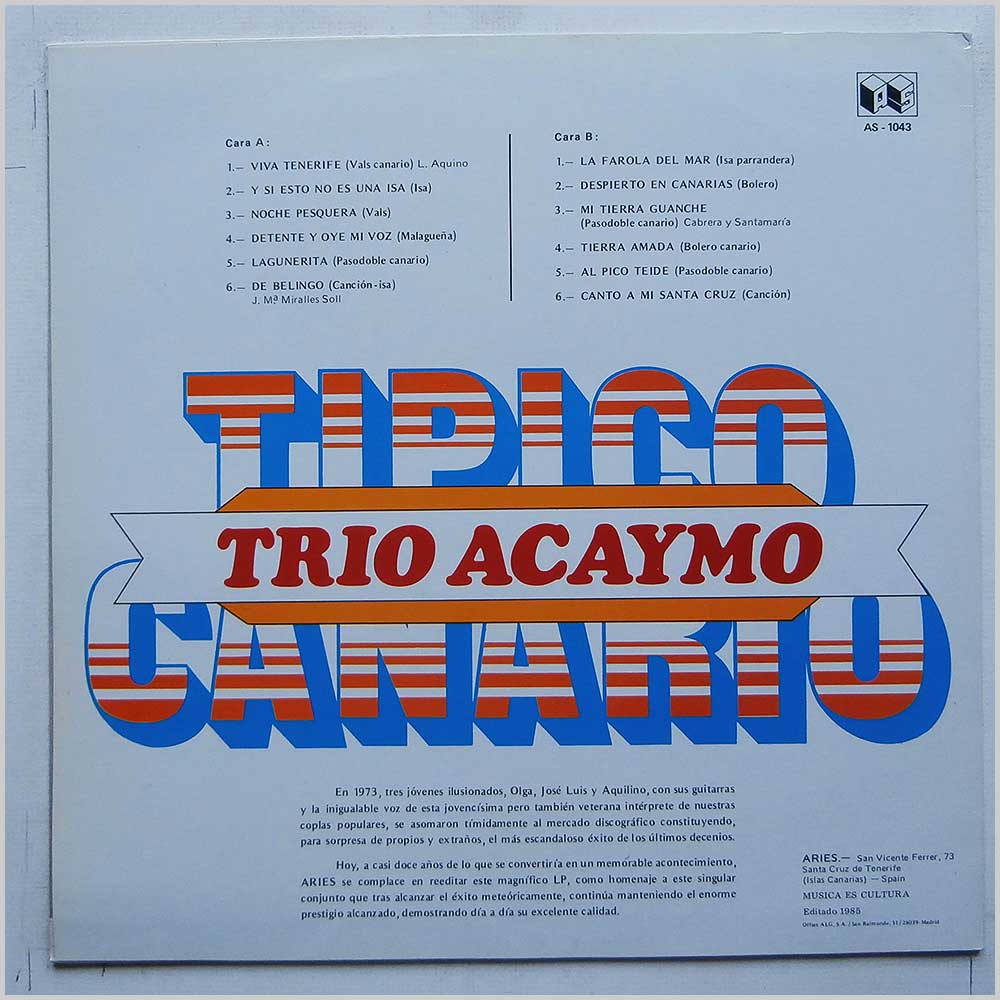 AS
AS - 1043
Cara A :
1.— VIVA TENERIFE (Vals canario) L. Aquino
2.— Y SI ESTO NO ES UNA ISA (Isa)
3.— NOCHE PESQUERA (Vals)
4.— DETENTE Y OYE MI VOZ (Malagueña)
5.— LAGUNERITA (Pasodoble canario)
6.— DE BELINGO (Canción-isa)
J. Mª Miralles Soll
Cara B :
1.— LA FAROLA DEL MAR (Isa parrandera)
2.— DESPIERTO EN CANARIAS (Bolero)
3.— MI TIERRA GUANCHE
(Pasodoble canario) Cabrera y Santamaría
4.— TIERRA AMADA (Bolero canario)
5.— AL PICO TEIDE (Pasodoble canario)
6.— CANTO A MI SANTA CRUZ (Canción)
TIPICO
TRIO ACAYMO
CANARIO
En 1973, tres jóvenes ilusionados, Olga, José Luis y Aquilino, con sus guitarras
y la inigualable voz de esta jovencísima pero también veterana intérprete de nuestras
coplas populares, se asomaron tímidamente al mercado discográfico constituyendo,
para sorpresa de propios y extraños, el más escandaloso éxito de los últimos decenios.
Hoy, a casi doce años de lo que se convertiría en un memorable acontecimiento,
ARIES se complace en reeditar este magnífico LP, como homenaje a este singular
conjunto que tras alcanzar el éxito meteóricamente, continúa manteniendo el enorme
prestigio alcanzado, demostrando día a día su excelente calidad.
ARIES.— San Vicente Ferrer, 73
Santa Cruz de Tenerife
(Islas Canarias) — Spain
MUSICA ES CULTURA
Editado 1985
Offset ALG, S.A. / San Raimundo, 31 / 28039-Madrid